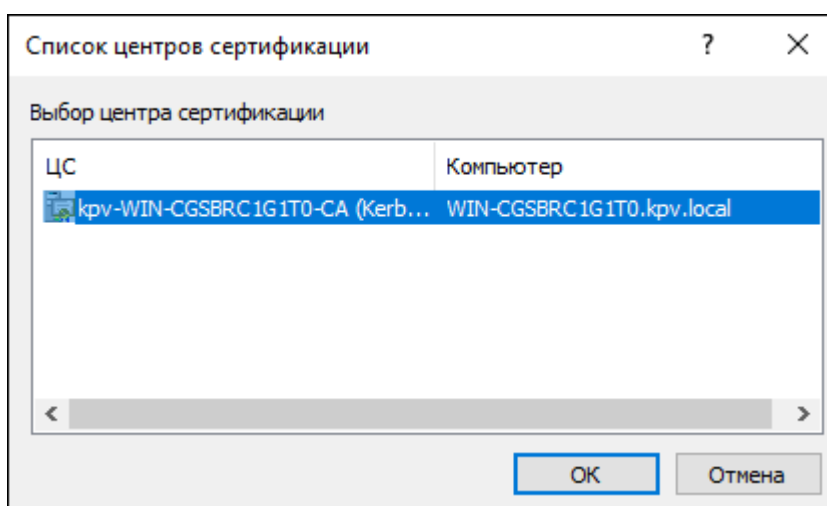 Список центров сертификации ? ×
Выбор центра сертификации
ЦС Компьютер
kpv-WIN-CGSBRC1G1T0-CA (Kerb... WIN-CGSBRC1G1T0.kpv.local
ОК Отмена